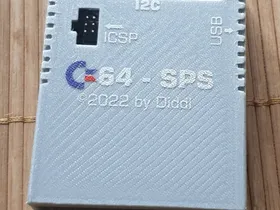 I2C
ICSP
USB
C=64 - SPS
©2022 by Diddl